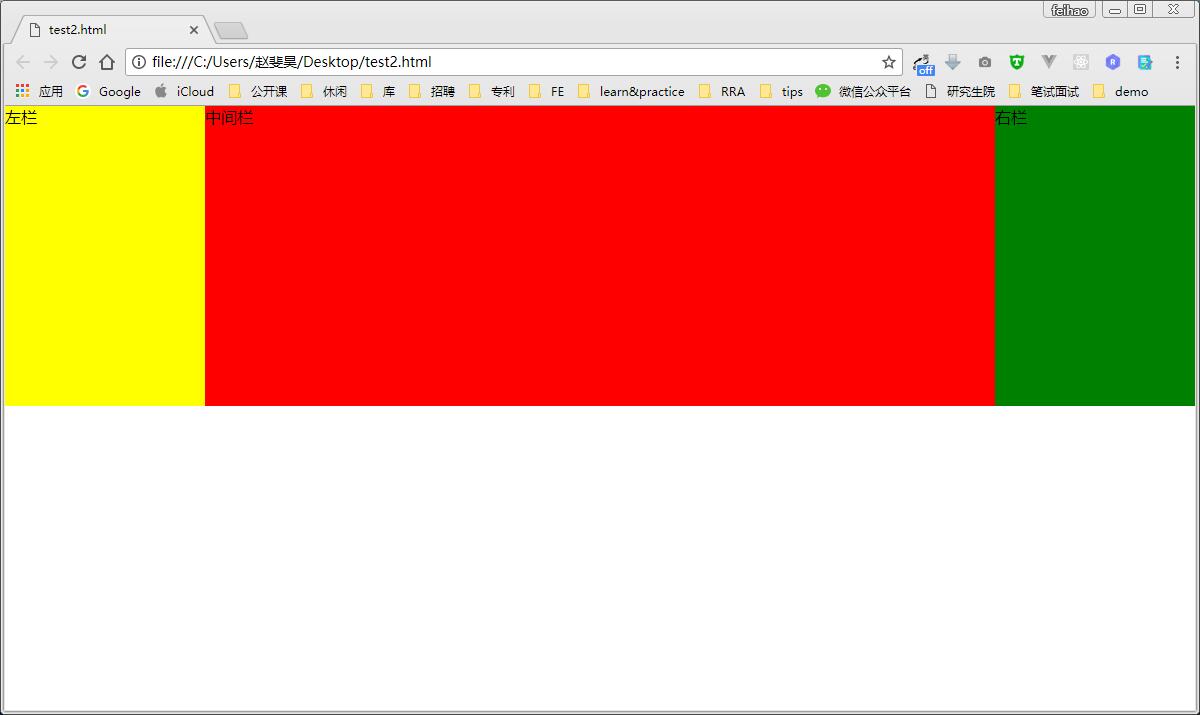 feihao
test2.html
file:///C:/Users/赵斐昊/Desktop/test2.html
off
应用 Google iCloud 公开课 休闲 库 招聘 专利 FE learn&practice RRA tips 微信公众平台 研究生院 笔试面试 demo
左栏 中间栏 右栏